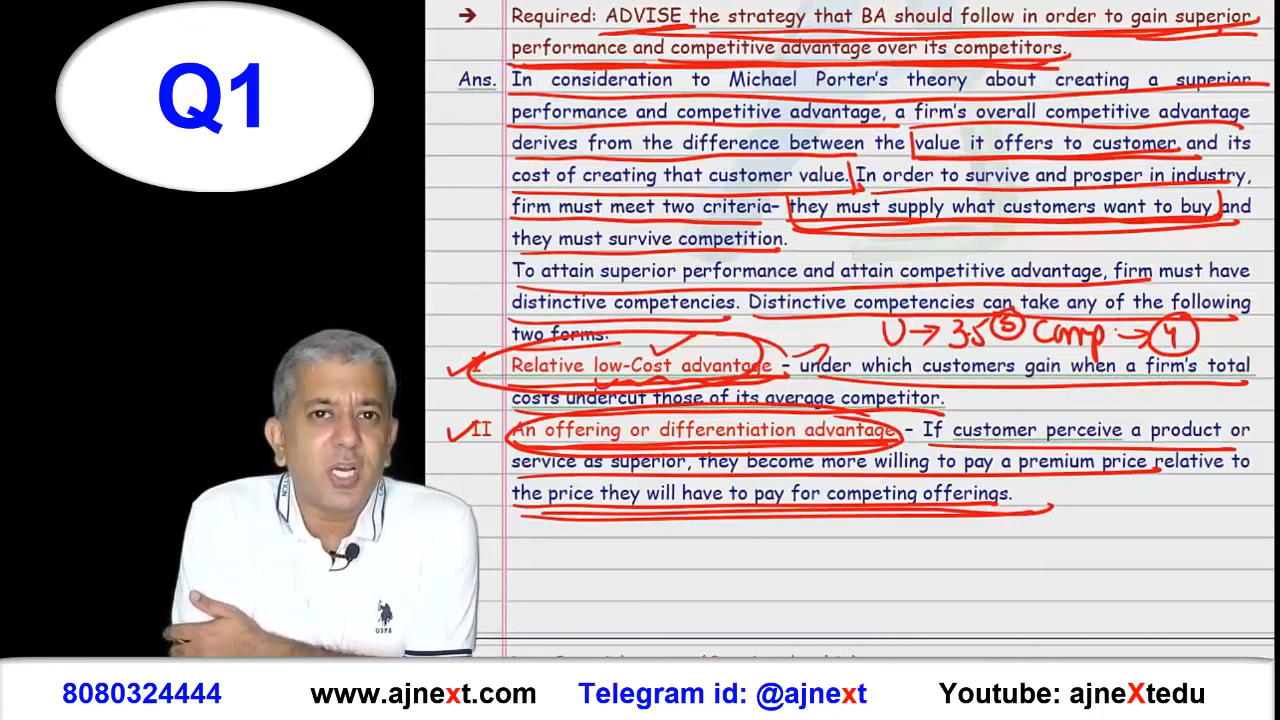 Q1
➔ Required: ADVISE the strategy that BA should follow in order to gain superior
performance and competitive advantage over its competitors.
Ans. In consideration to Michael Porter's theory about creating a superior
performance and competitive advantage, a firm's overall competitive advantage
derives from the difference between the value it offers to customer and its
cost of creating that customer value. In order to survive and prosper in industry,
firm must meet two criteria- they must supply what customers want to buy and
they must survive competition.
To attain superior performance and attain competitive advantage, firm must have
distinctive competencies. Distinctive competencies can take any of the following
two forms:
U → 3.5 5 Comp → 4
I Relative low-Cost advantage - under which customers gain when a firm's total
costs undercut those of its average competitor.
II An offering or differentiation advantage - If customer perceive a product or
service as superior, they become more willing to pay a premium price relative to
the price they will have to pay for competing offerings.
USPA
8080324444 www.ajnext.com Telegram id: @ajnext Youtube: ajneXtedu